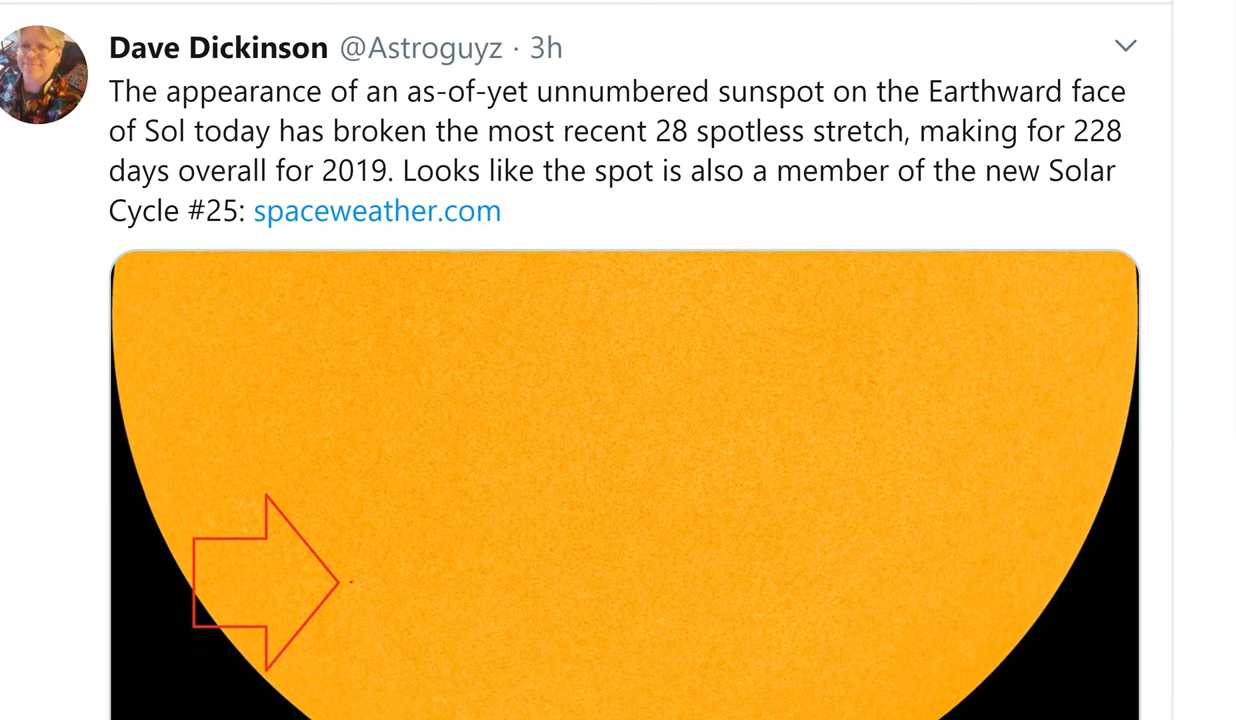 Dave Dickinson @Astroguyz · 3h
The appearance of an as-of-yet unnumbered sunspot on the Earthward face
of Sol today has broken the most recent 28 spotless stretch, making for 228
days overall for 2019. Looks like the spot is also a member of the new Solar
Cycle #25: spaceweather.com